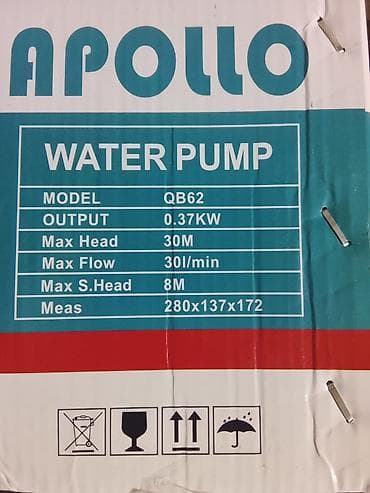 APOLLO
WATER PUMP
MODEL QB62
OUTPUT 0.37KW
Max Head 30M
Max Flow 30l/min
Max S.Head 8M
Meas 280x137x172